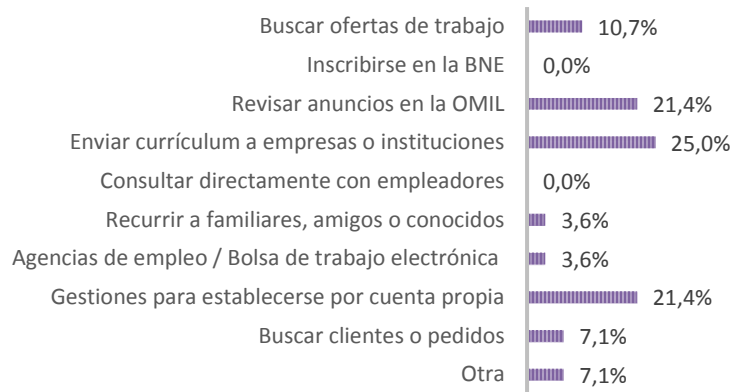 Buscar ofertas de trabajo 10,7%
Inscribirse en la BNE 0,0%
Revisar anuncios en la OMIL 21,4%
Enviar currículum a empresas o instituciones 25,0%
Consultar directamente con empleadores 0,0%
Recurrir a familiares, amigos o conocidos 3,6%
Agencias de empleo / Bolsa de trabajo electrónica 3,6%
Gestiones para establecerse por cuenta propia 21,4%
Buscar clientes o pedidos 7,1%
Otra 7,1%